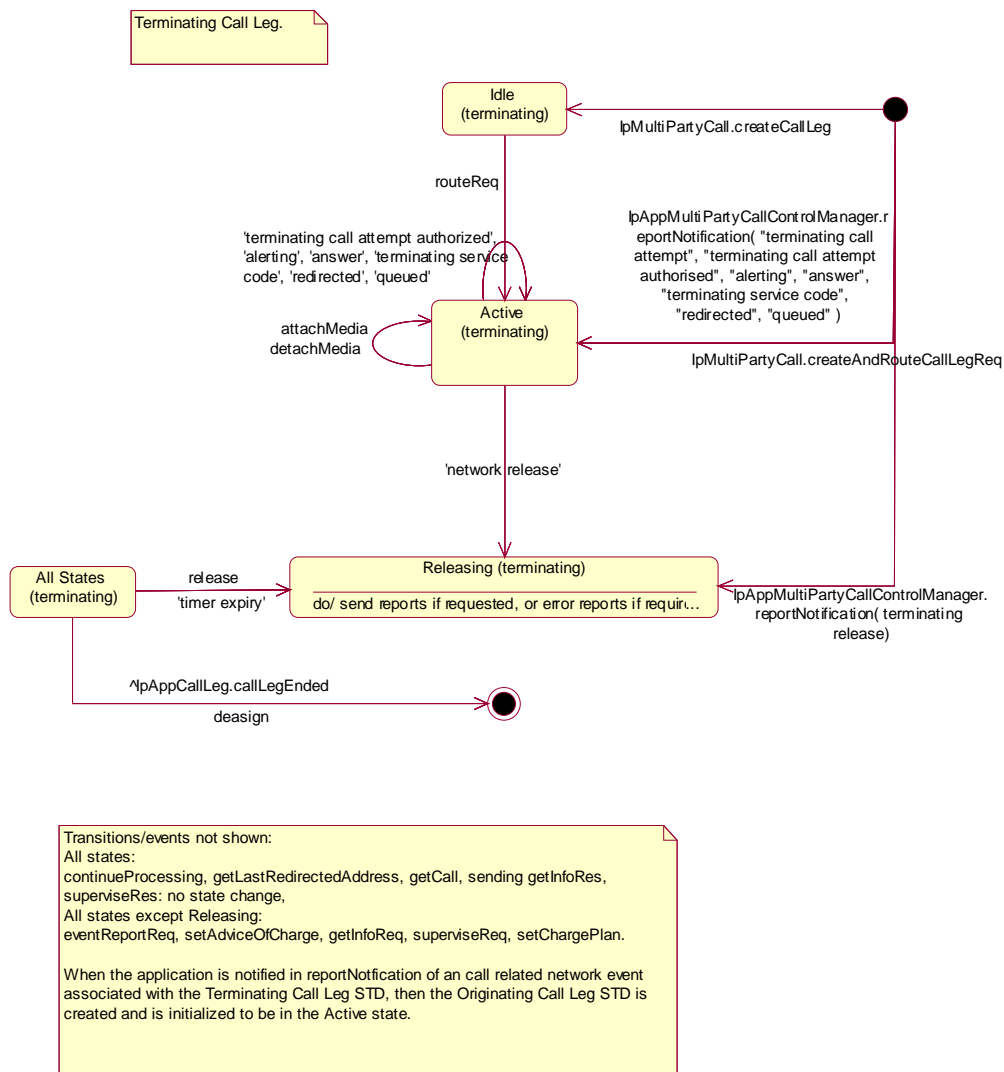 Terminating Call Leg.
Idle
(terminating)
IpMultiPartyCall.createCallLeg
routeReq
IpAppMultiPartyCallControlManager.r
eportNotification( "terminating call
attempt", "terminating call attempt
authorised", "alerting", "answer",
"terminating service code",
"redirected", "queued" )
'terminating call attempt authorized',
'alerting', 'answer', 'terminating service
code', 'redirected', 'queued'
Active
(terminating)
attachMedia
detachMedia
IpMultiPartyCall.createAndRouteCallLegReq
'network release'
Releasing (terminating)
do/ send reports if requested, or error reports if requir...
All States
(terminating)
release
'timer expiry'
IpAppMultiPartyCallControlManager.
reportNotification( terminating
release)
^IpAppCallLeg.callLegEnded
deasign
Transitions/events not shown:
All states:
continueProcessing, getLastRedirectedAddress, getCall, sending getInfoRes,
superviseRes: no state change,
All states except Releasing:
eventReportReq, setAdviceOfCharge, getInfoReq, superviseReq, setChargePlan.
When the application is notified in reportNotfication of an call related network event
associated with the Terminating Call Leg STD, then the Originating Call Leg STD is
created and is initialized to be in the Active state.